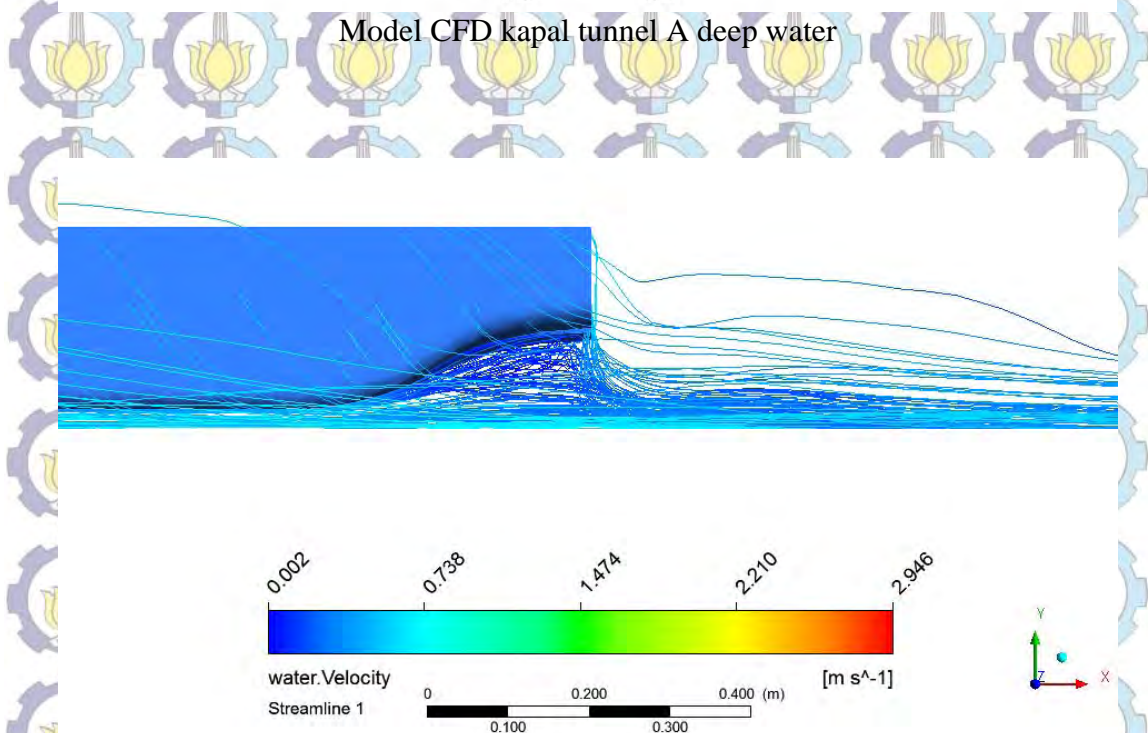 Model CFD kapal tunnel A deep water
0.002 0.738 1.474 2.210 2.946
water.Velocity [m s^-1]
Streamline 1
0 0.200 0.400 (m)
0.100 0.300
Y
Z X